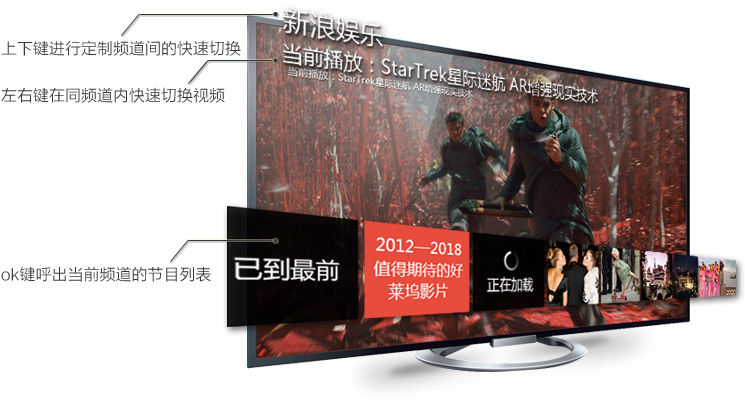 新浪娱乐
上下键进行定制频道间的快速切换
当前播放：StarTrek星际迷航 AR增强现实技术
当前播放：StarTrek星际迷航 AR增强现实技术
左右键在同频道内快速切换视频
ok键呼出当前频道的节目列表
已到最前
2012—2018
值得期待的好
莱坞影片
正在加载